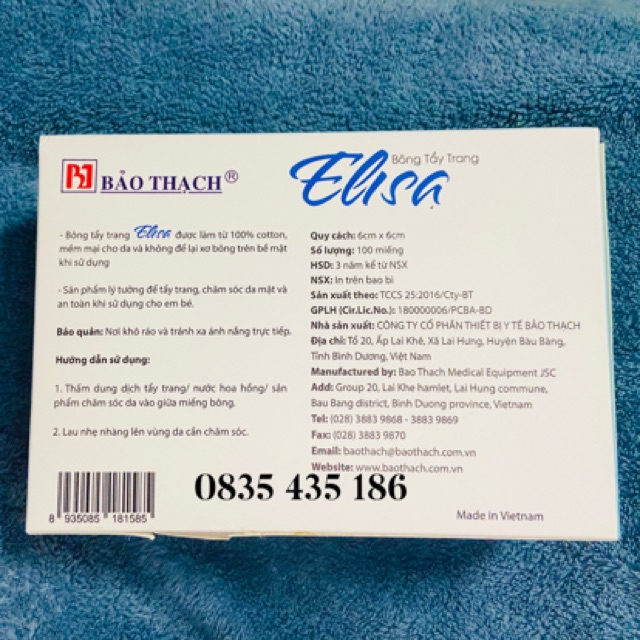 BẢO THẠCH®
Bông Tẩy Trang
Elisa
- Bông tẩy trang Elisa được làm từ 100% cotton,
mềm mại cho da và không để lại xơ bông trên bề mặt
khi sử dụng
- Sản phẩm lý tưởng để tẩy trang, chăm sóc da mặt và
an toàn khi sử dụng cho em bé.
Bảo quản: Nơi khô ráo và tránh xa ánh nắng trực tiếp.
Hướng dẫn sử dụng:
1. Thấm dung dịch tẩy trang/ nước hoa hồng/ sản
phẩm chăm sóc da vào giữa miếng bông.
2. Lau nhẹ nhàng lên vùng da cần chăm sóc.
Quy cách: 6cm x 6cm
Số lượng: 100 miếng
HSD: 3 năm kể từ NSX
NSX: In trên bao bì
Sản xuất theo: TCCS 25:2016/Cty-BT
GPLH (Cir.Lic.No.): 180000006/PCBA-BD
Nhà sản xuất: CÔNG TY CỔ PHẦN THIẾT BỊ Y TẾ BẢO THẠCH
Địa chỉ: Tổ 20, Ấp Lai Khê, Xã Lai Hưng, Huyện Bàu Bàng,
Tỉnh Bình Dương, Việt Nam
Manufactured by: Bao Thach Medical Equipment JSC
Add: Group 20, Lai Khe hamlet, Lai Hung commune,
Bau Bang district, Binh Duong province, Vietnam
Tel: (028) 3883 9868 - 3883 9869
Fax: (028) 3883 9870
Email: baothach@baothach.com.vn
Website: www.baothach.com.vn
8 935085 181585
0835 435 186
Made in Vietnam